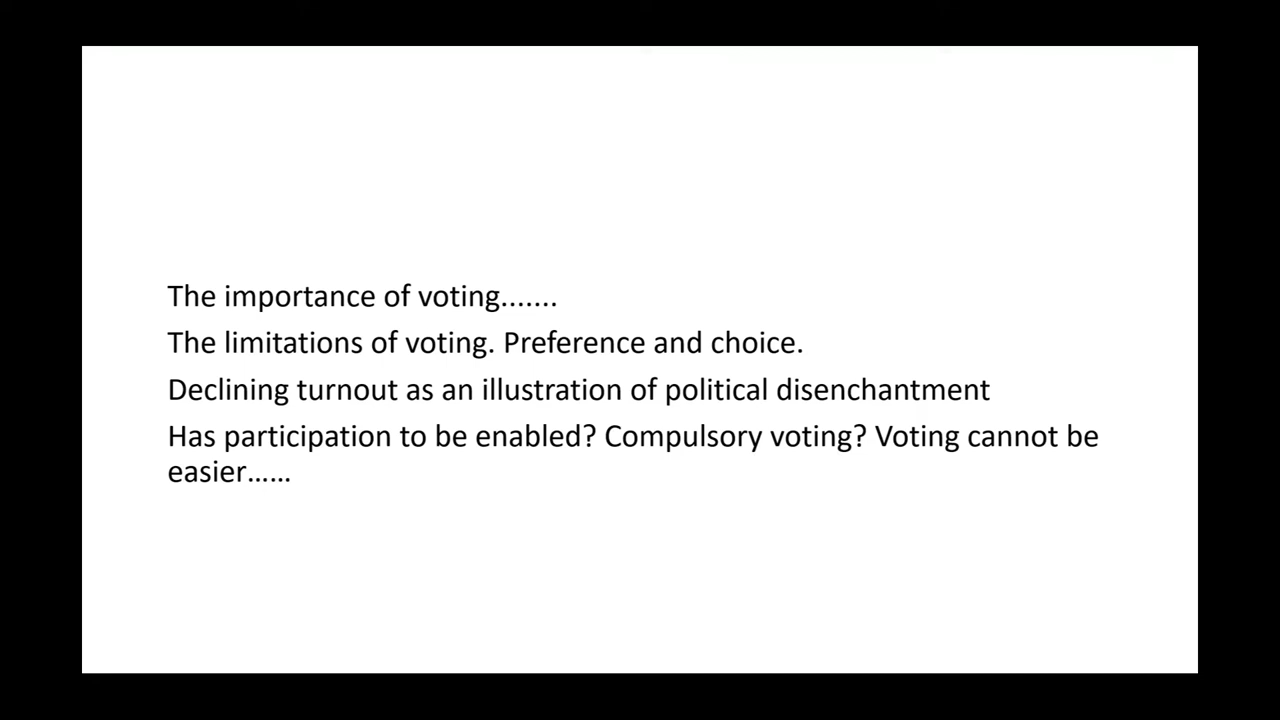 The importance of voting.......
The limitations of voting. Preference and choice.
Declining turnout as an illustration of political disenchantment
Has participation to be enabled? Compulsory voting? Voting cannot be
easier……